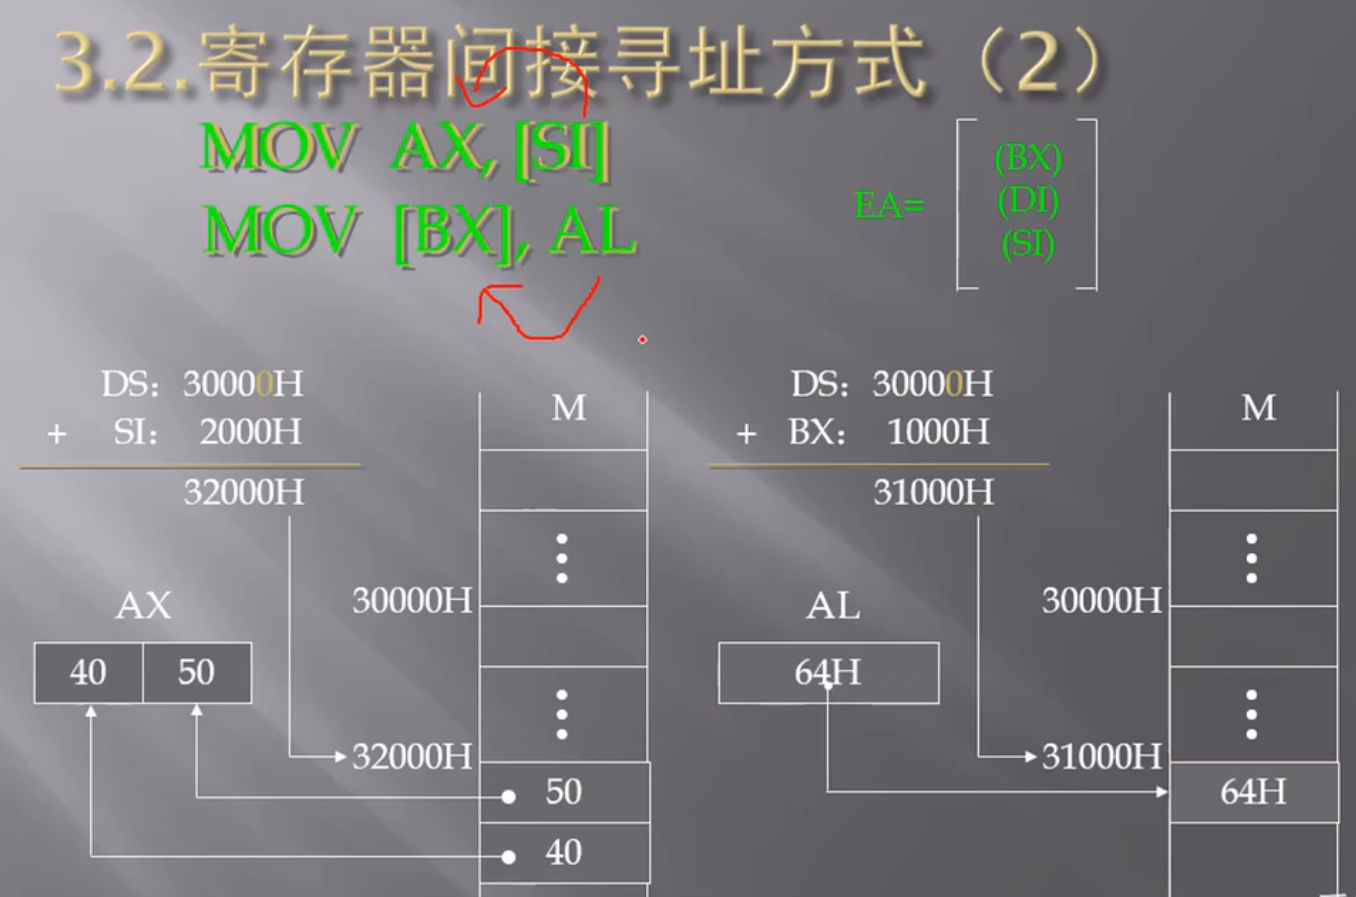 3.2.寄存器间接寻址方式（2）
MOV AX, [SI]
MOV [BX], AL
EA=
(BX)
(DI)
(SI)
DS：30000H
+ SI： 2000H
32000H
M
30000H
AX
40 50
32000H
50
40
DS：30000H
+ BX： 1000H
31000H
M
30000H
AL
64H
31000H
64H